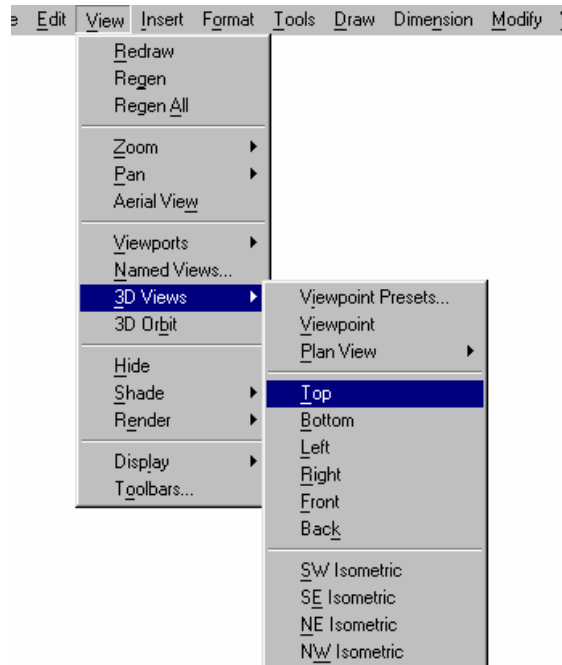 e Edit View Insert Format Tools Draw Dimension Modify
Redraw
Regen
Regen All
Zoom
Pan
Aerial View
Viewports
Named Views...
3D Views
3D Orbit
Hide
Shade
Render
Display
Toolbars...
Viewpoint Presets...
Viewpoint
Plan View
Top
Bottom
Left
Right
Front
Back
SW Isometric
SE Isometric
NE Isometric
NW Isometric